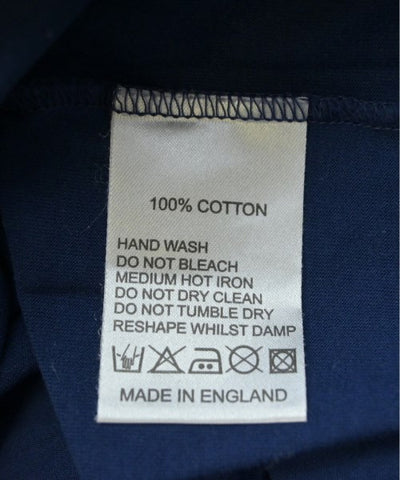 100% COTTON
HAND WASH
DO NOT BLEACH
MEDIUM HOT IRON
DO NOT DRY CLEAN
DO NOT TUMBLE DRY
RESHAPE WHILST DAMP
MADE IN ENGLAND